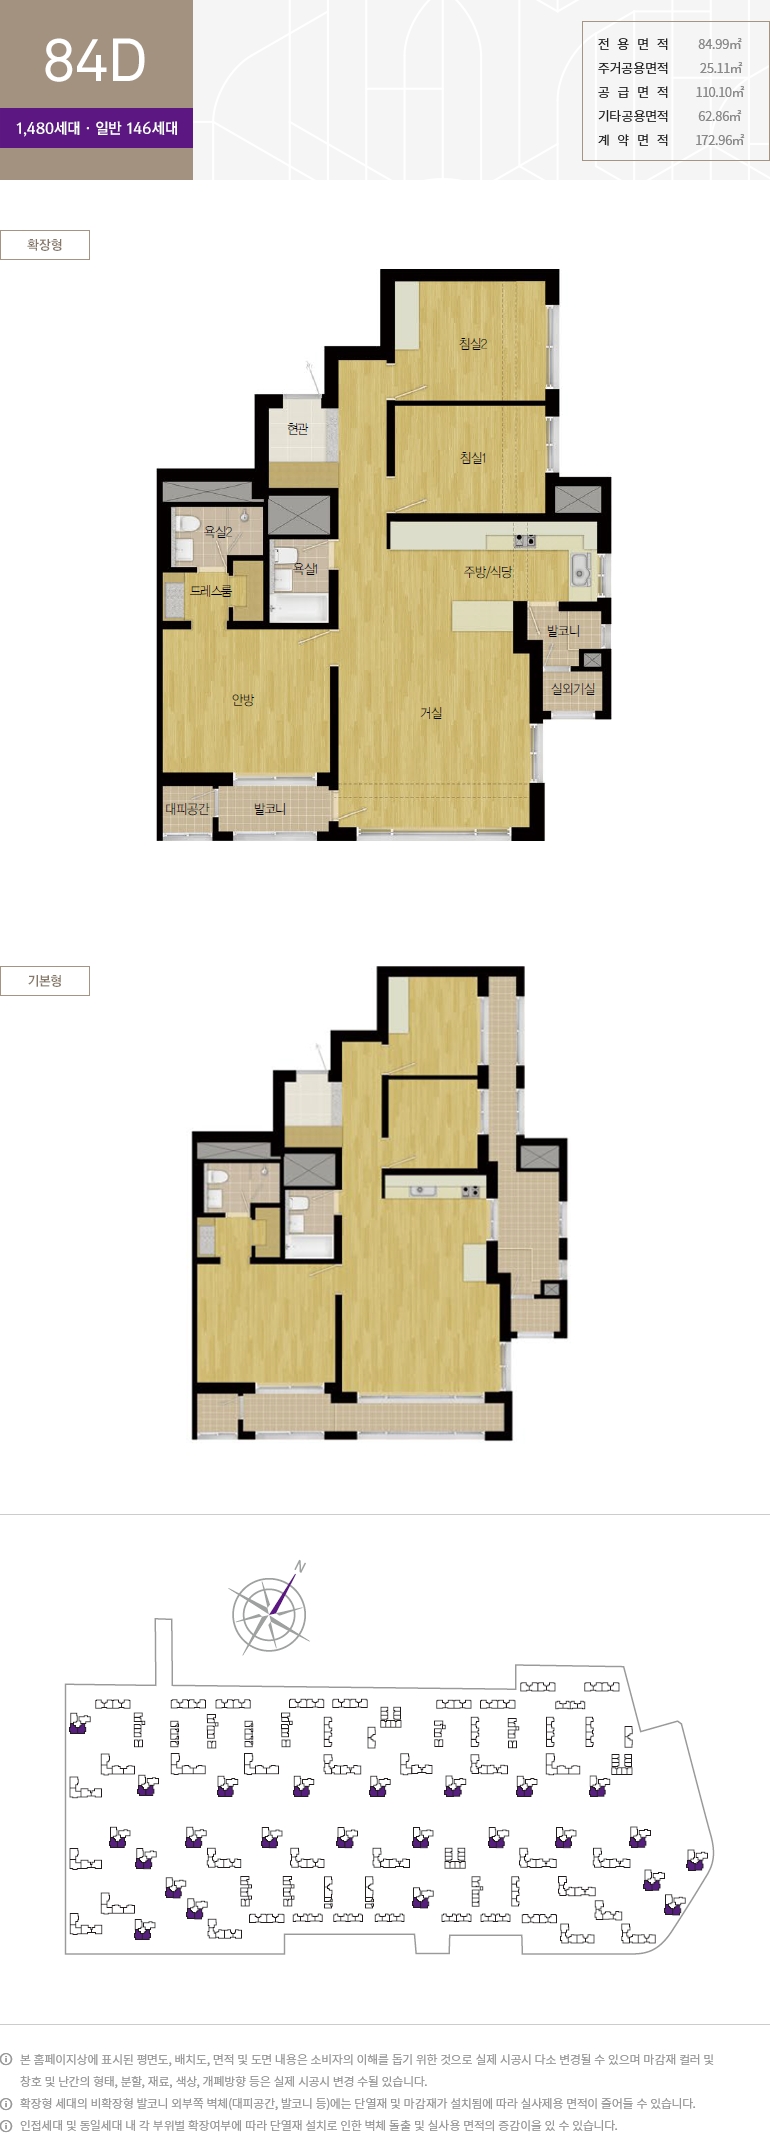 84D
1,480세대 · 일반 146세대
전 용 면 적 84.99㎡
주거공용면적 25.11㎡
공 급 면 적 110.10㎡
기타공용면적 62.86㎡
계 약 면 적 172.96㎡
확장형
침실2
현관
침실1
욕실2
욕실1
주방/식당
드레스룸
발코니
안방
실외기실
거실
대피공간
발코니
기본형
N
본 홈페이지상에 표시된 평면도, 배치도, 면적 및 도면 내용은 소비자의 이해를 돕기 위한 것으로 실제 시공시 다소 변경될 수 있으며 마감재 컬러 및
창호 및 난간의 형태, 분할, 재료, 색상, 개폐방향 등은 실제 시공시 변경 수될 있습니다.
확장형 세대의 비확장형 발코니 외부쪽 벽체(대피공간, 발코니 등)에는 단열재 및 마감재가 설치됨에 따라 실사제용 면적이 줄어들 수 있습니다.
인접세대 및 동일세대 내 각 부위별 확장여부에 따라 단열재 설치로 인한 벽체 돌출 및 실사용 면적의 증감이을 있 수 있습니다.